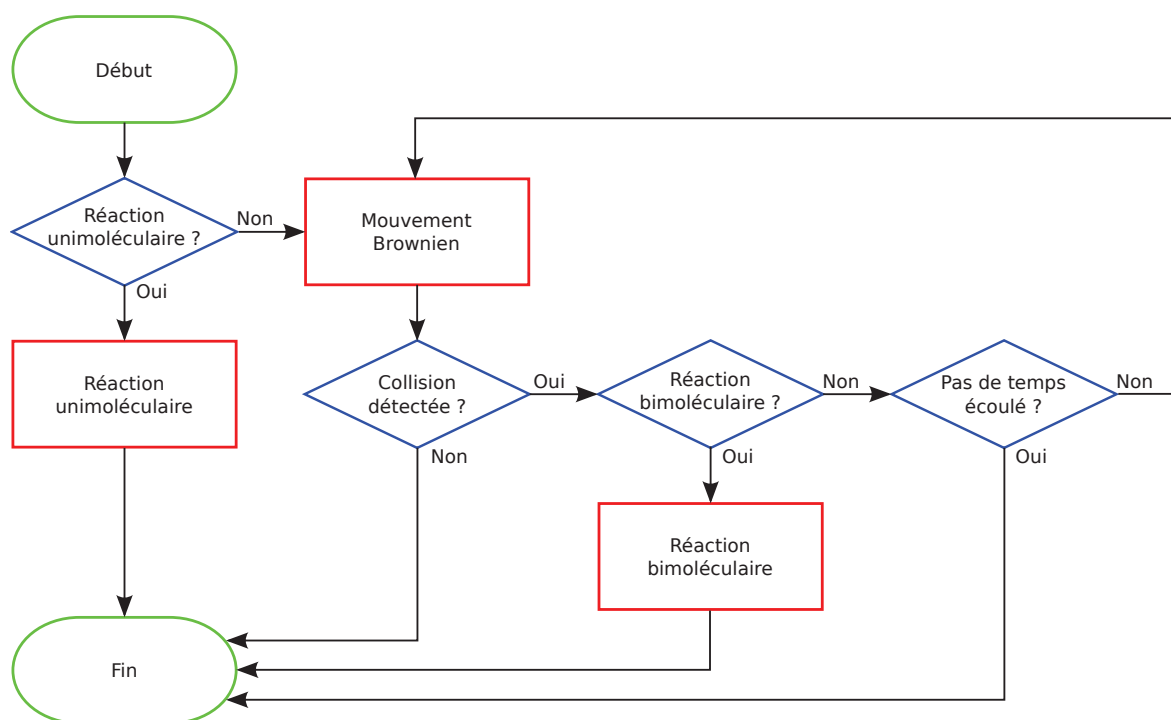 Début
Réaction
unimoléculaire ?
Non
Mouvement
Brownien
Oui
Réaction
unimoléculaire
Collision
détectée ?
Oui
Réaction
bimoléculaire ?
Non
Pas de temps
écoulé ?
Non
Non
Oui
Oui
Réaction
bimoléculaire
Fin